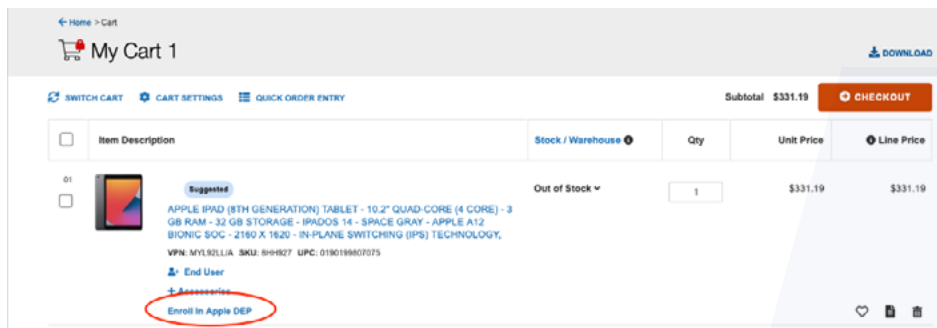 Home > Cart
My Cart 1
DOWNLOAD
SWITCH CART CART SETTINGS QUICK ORDER ENTRY Subtotal $331.19 CHECKOUT
Item Description Stock / Warehouse Qty Unit Price Line Price
01 Suggested Out of Stock 1 $331.19 $331.19
APPLE IPAD (8TH GENERATION) TABLET - 10.2" QUAD-CORE (4 CORE) - 3
GB RAM - 32 GB STORAGE - IPADOS 14 - SPACE GRAY - APPLE A12
BIONIC SOC - 2160 X 1620 - IN-PLANE SWITCHING (IPS) TECHNOLOGY,
VPN: MYL92LL/A SKU: 8HH927 UPC: 0190199807075
End User
+ Accessories
Enroll In Apple DEP